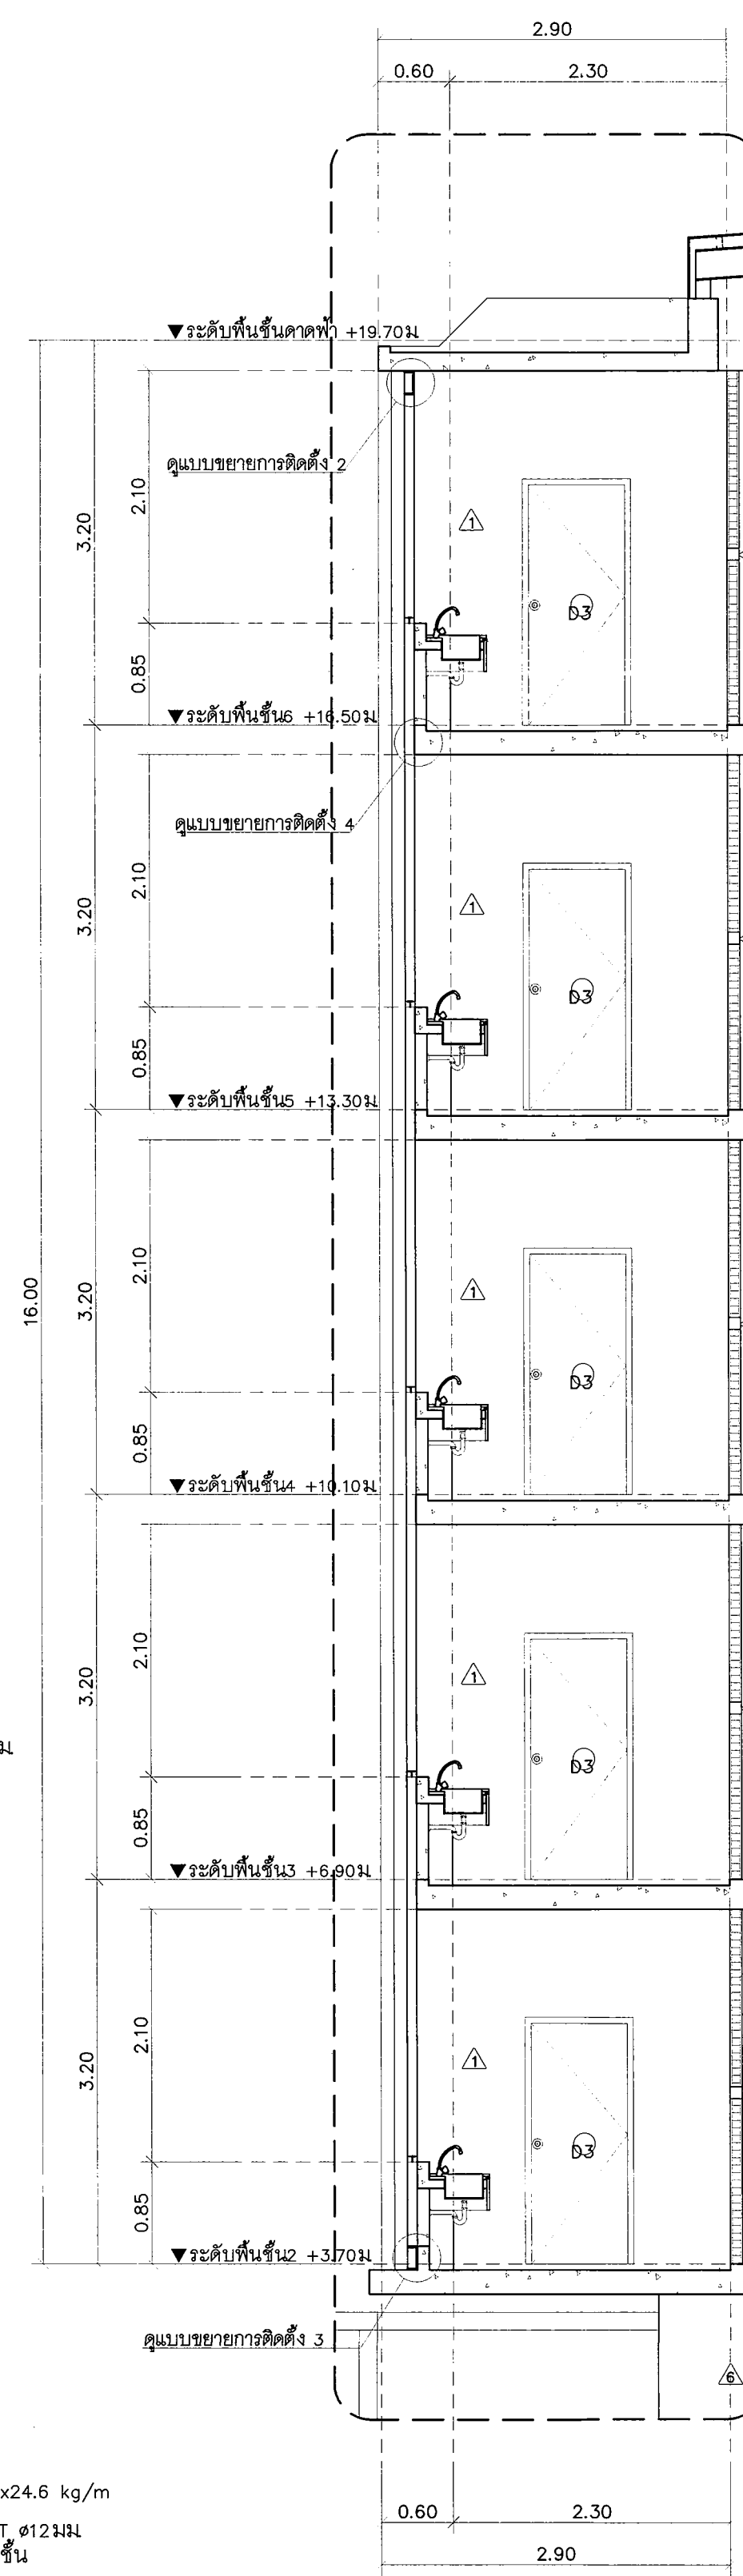 2.90
0.60 2.30
▼ระดับพื้นชั้นดาดฟ้า +19.70ม
ดูแบบขยายการติดตั้ง 2
2.10
3.20
1
D3
0.85
▼ระดับพื้นชั้น6 +16.50ม
ดูแบบขยายการติดตั้ง 4
2.10
3.20
1
D3
0.85
▼ระดับพื้นชั้น5 +13.30ม
2.10
3.20
16.00
1
D3
0.85
▼ระดับพื้นชั้น4 +10.10ม
2.10
3.20
1
D3
0.85
▼ระดับพื้นชั้น3 +6.90ม
2.10
3.20
1
D3
0.85
▼ระดับพื้นชั้น2 +3.70ม
ดูแบบขยายการติดตั้ง 3
6
x24.6 kg/m
T ø12มม.
ชั้น
0.60 2.30
2.90